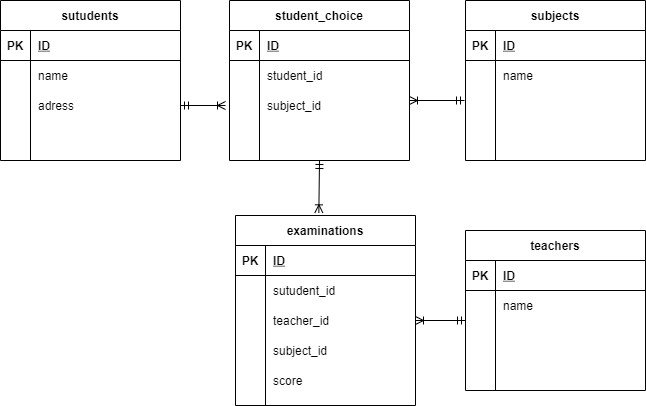 sutudents
PK ID
name
adress
student_choice
PK ID
student_id
subject_id
subjects
PK ID
name
examinations
PK ID
sutudent_id
teacher_id
subject_id
score
teachers
PK ID
name